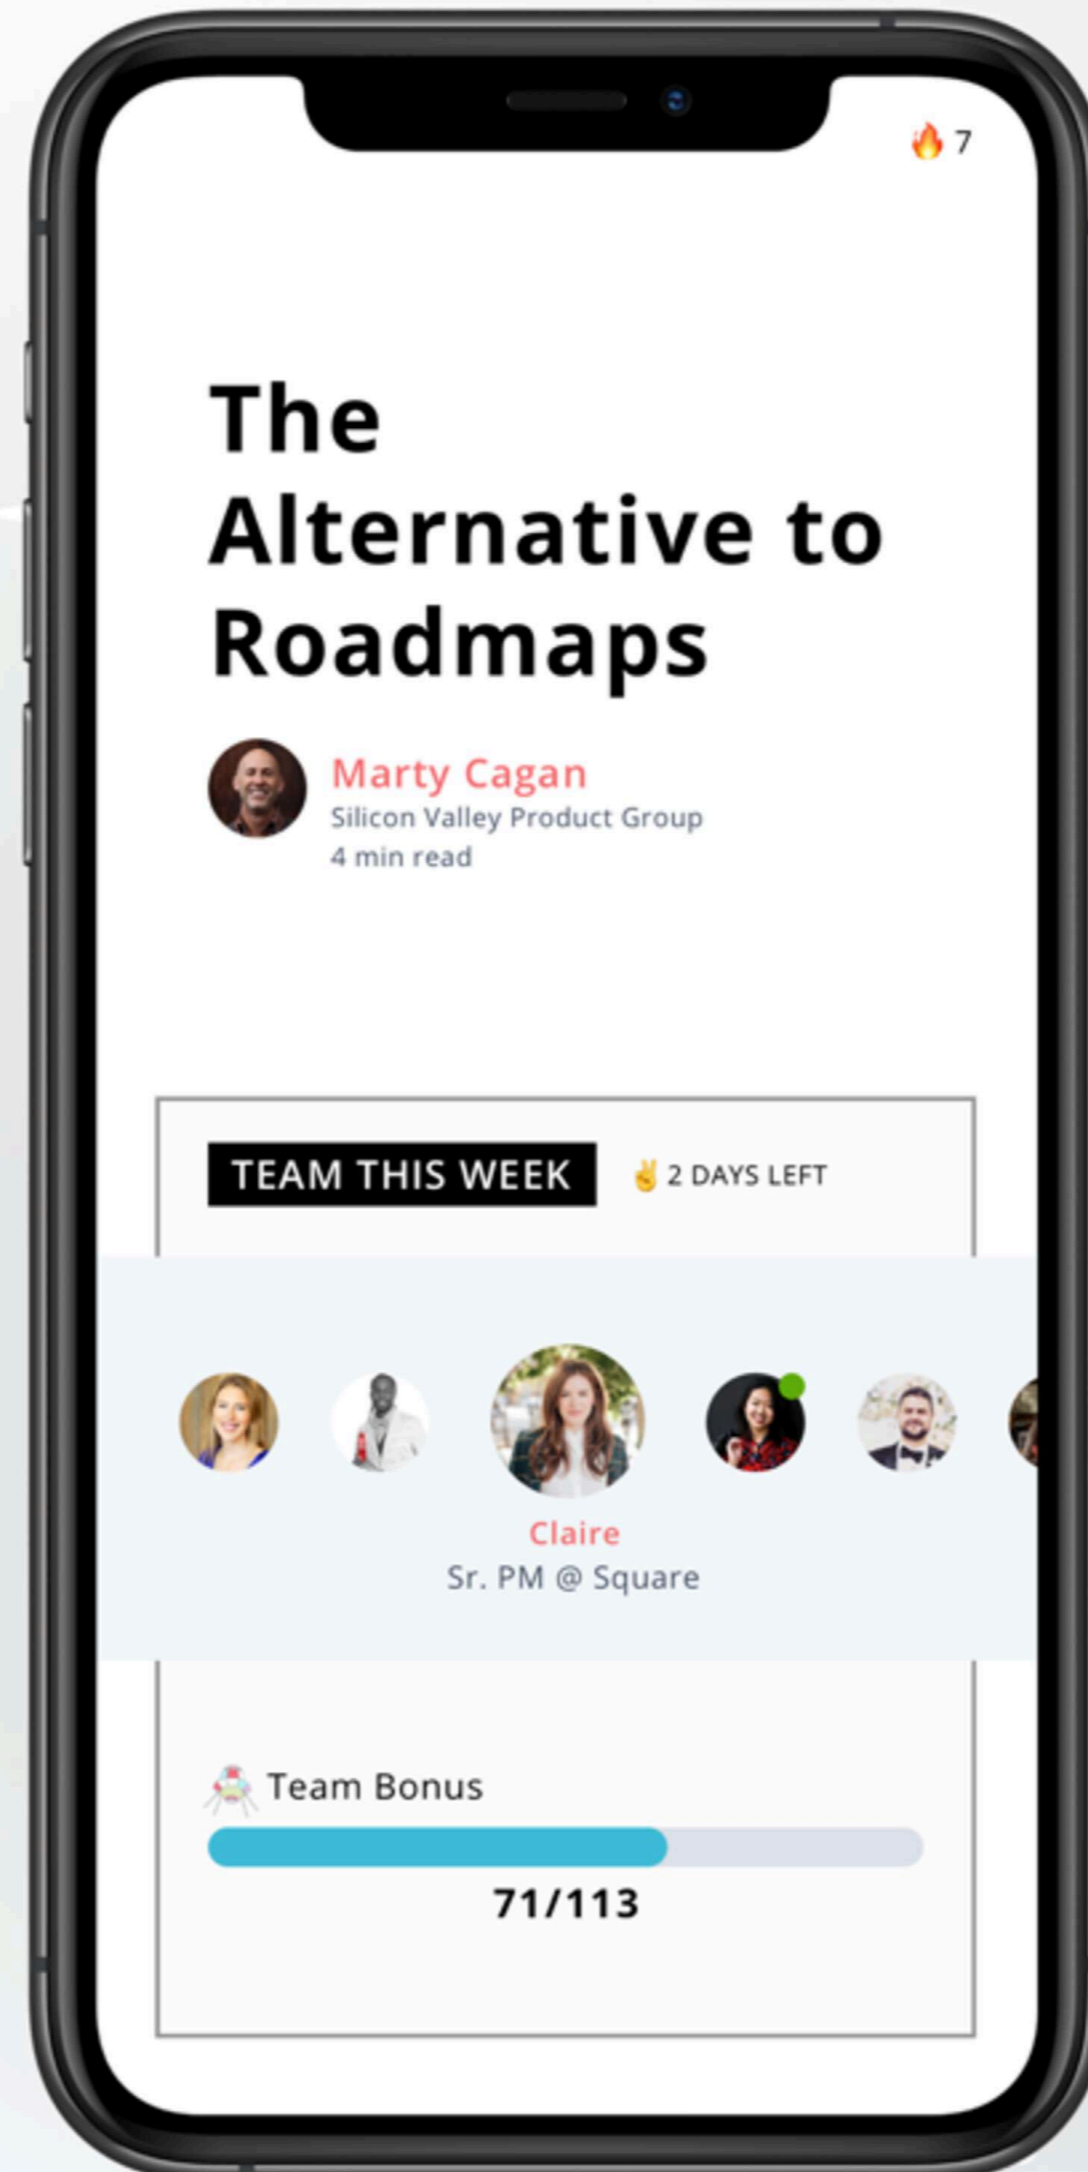 🔥 7
The
Alternative to
Roadmaps
Marty Cagan
Silicon Valley Product Group
4 min read
TEAM THIS WEEK ✌️ 2 DAYS LEFT
Claire
Sr. PM @ Square
Team Bonus
71/113